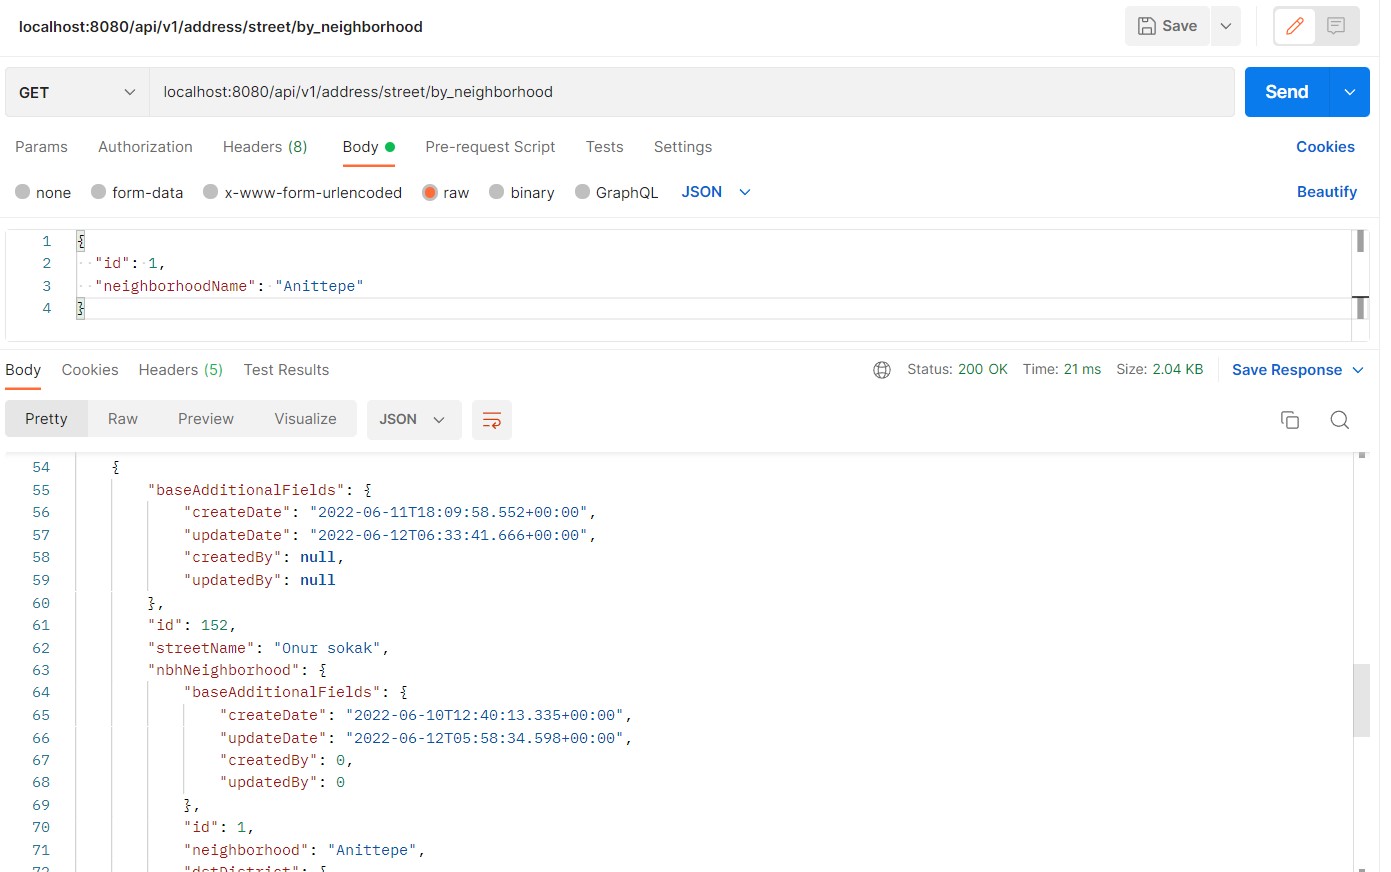 localhost:8080/api/v1/address/street/by_neighborhood Save
GET localhost:8080/api/v1/address/street/by_neighborhood Send
Params Authorization Headers (8) Body Pre-request Script Tests Settings Cookies
none form-data x-www-form-urlencoded raw binary GraphQL JSON Beautify
1 {
2 "id": 1,
3 "neighborhoodName": "Anittepe"
4 }
Body Cookies Headers (5) Test Results Status: 200 OK Time: 21 ms Size: 2.04 KB Save Response
Pretty Raw Preview Visualize JSON
54 {
55 "baseAdditionalFields": {
56 "createDate": "2022-06-11T18:09:58.552+00:00",
57 "updateDate": "2022-06-12T06:33:41.666+00:00",
58 "createdBy": null,
59 "updatedBy": null
60 },
61 "id": 152,
62 "streetName": "Onur sokak",
63 "nbhNeighborhood": {
64 "baseAdditionalFields": {
65 "createDate": "2022-06-10T12:40:13.335+00:00",
66 "updateDate": "2022-06-12T05:58:34.598+00:00",
67 "createdBy": 0,
68 "updatedBy": 0
69 },
70 "id": 1,
71 "neighborhood": "Anittepe",
72 "dstDistrict": {